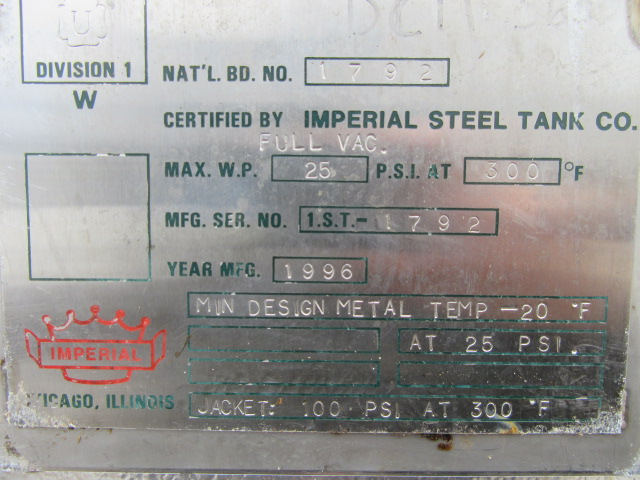 U
DIVISION 1
W
NAT'L. BD. NO. 1792
CERTIFIED BY IMPERIAL STEEL TANK CO.
FULL VAC.
MAX. W.P. 25 P.S.I. AT 300 °F
MFG. SER. NO. 1.S.T.-1792
YEAR MFG. 1996
MIN DESIGN METAL TEMP -20 °F
AT 25 PSI.
IMPERIAL
ILLINOIS
JACKET: 100 PSI AT 300 °F